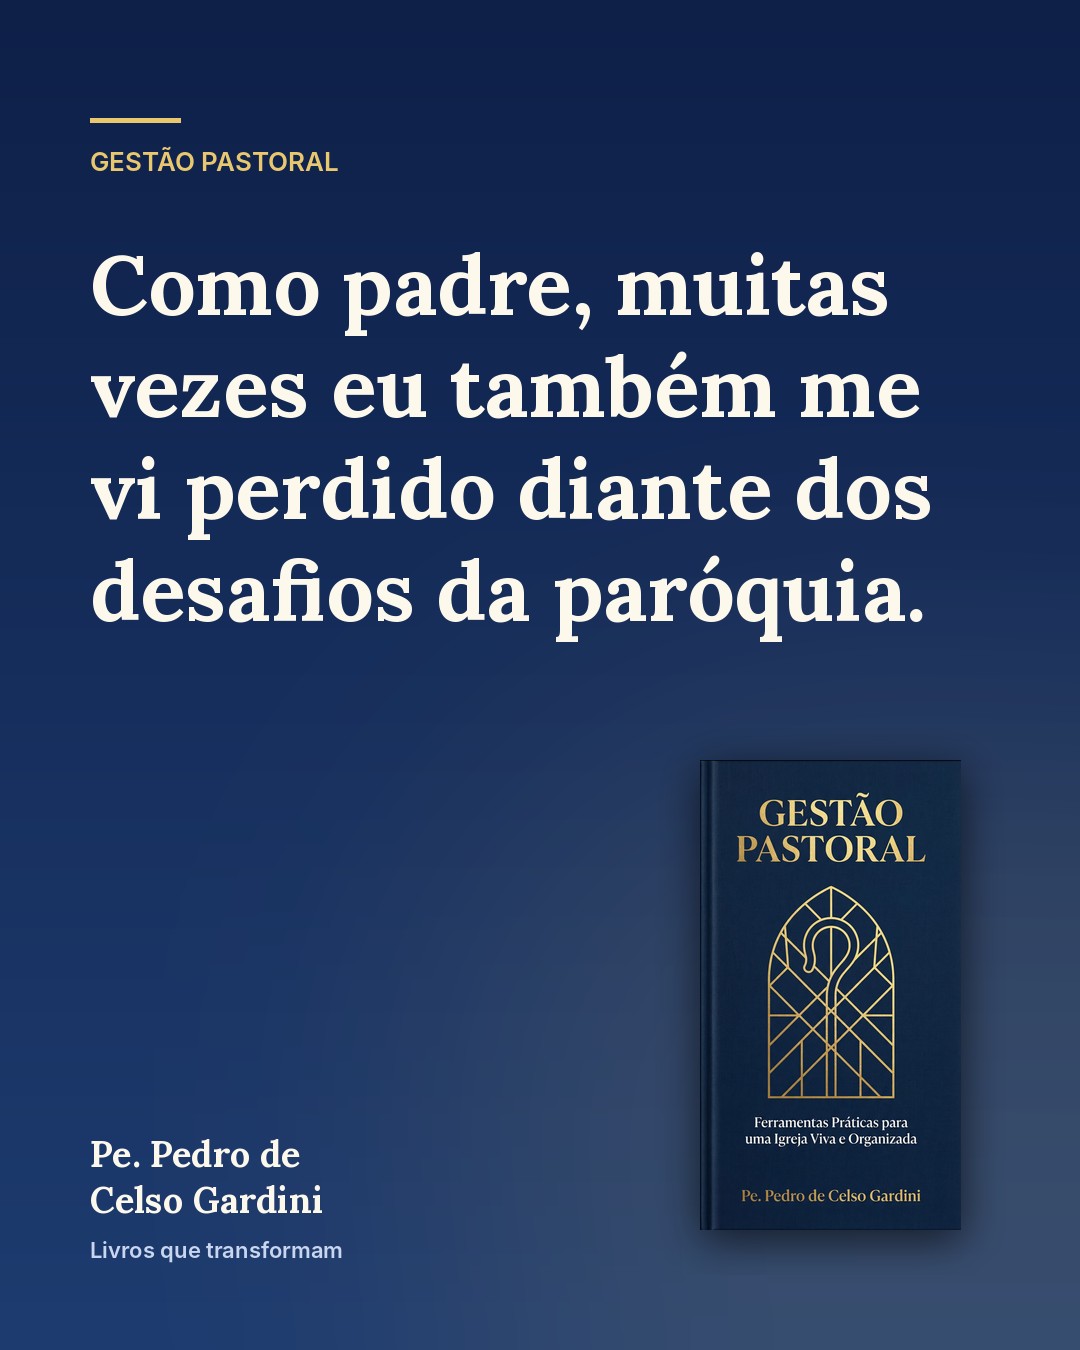 GESTÃO PASTORAL
Como padre, muitas
vezes eu também me
vi perdido diante dos
desafios da paróquia.
GESTÃO
PASTORAL
Ferramentas Práticas para
uma Igreja Viva e Organizada
Pe. Pedro de Celso Gardini
Pe. Pedro de
Celso Gardini
Livros que transformam